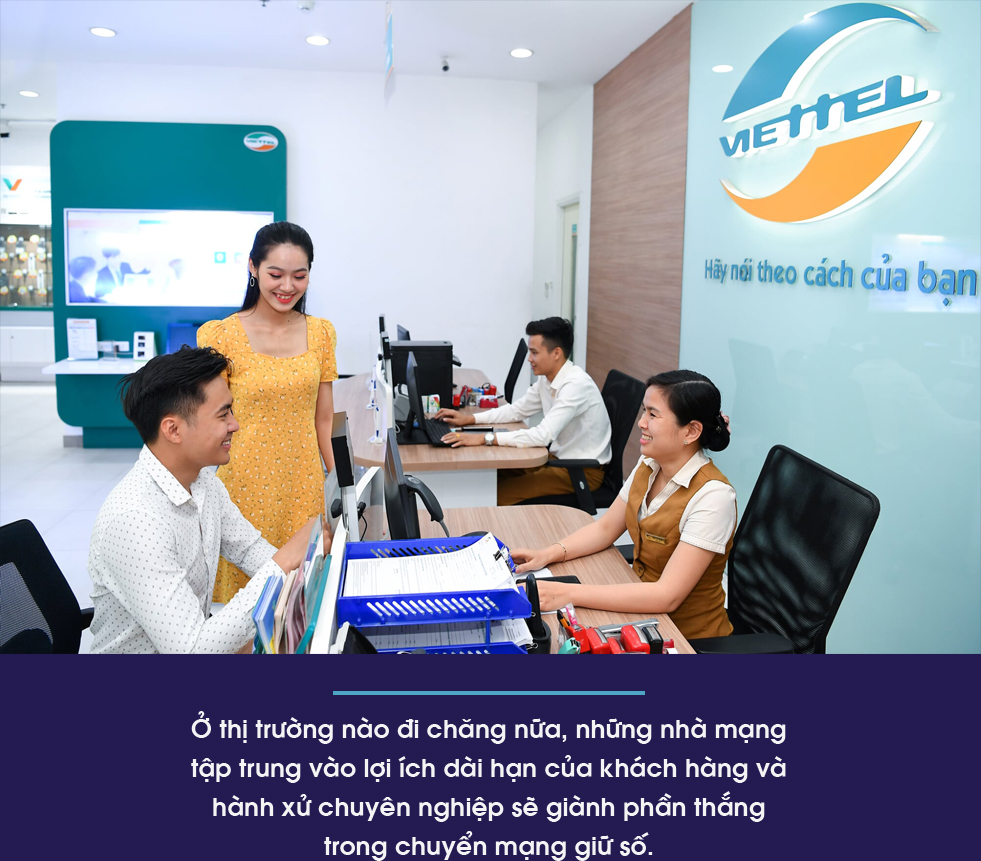 VIETTEL
VIETTEL
Hãy nói theo cách của bạn
Ở thị trường nào đi chăng nữa, những nhà mạng
tập trung vào lợi ích dài hạn của khách hàng và
hành xử chuyên nghiệp sẽ giành phần thắng
trong chuyển mạng giữ số.